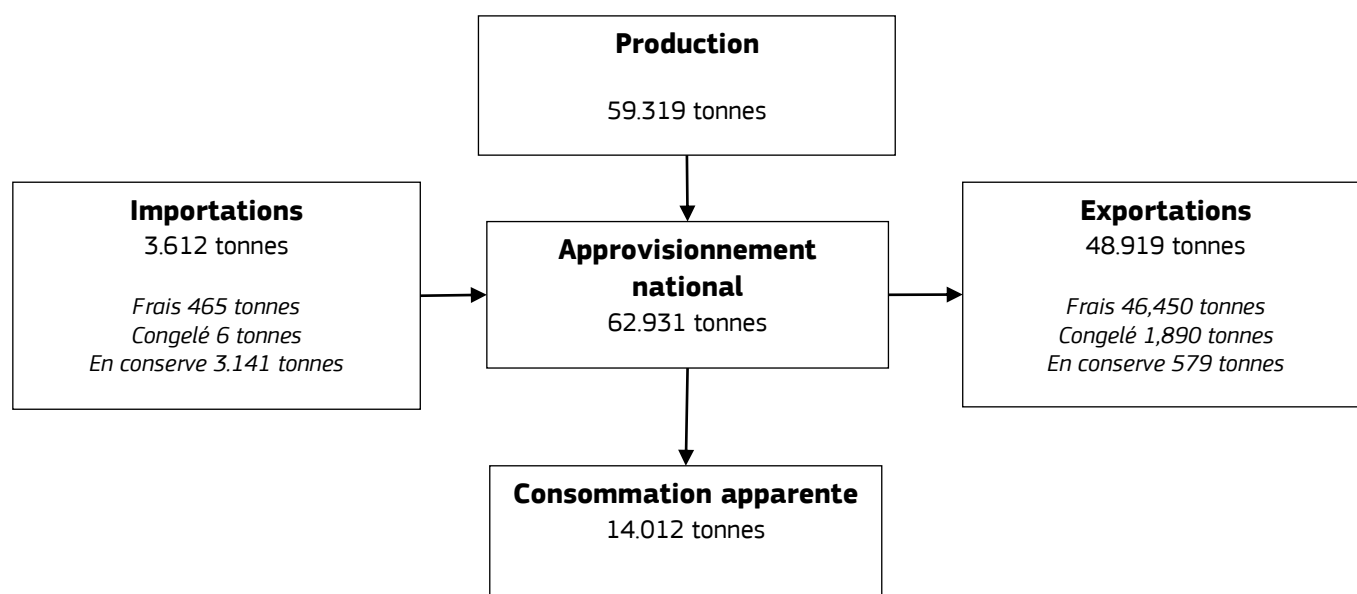 Production
59.319 tonnes
Importations
3.612 tonnes
Frais 465 tonnes
Congelé 6 tonnes
En conserve 3.141 tonnes
Approvisionnement
national
62.931 tonnes
Exportations
48.919 tonnes
Frais 46,450 tonnes
Congelé 1,890 tonnes
En conserve 579 tonnes
Consommation apparente
14.012 tonnes